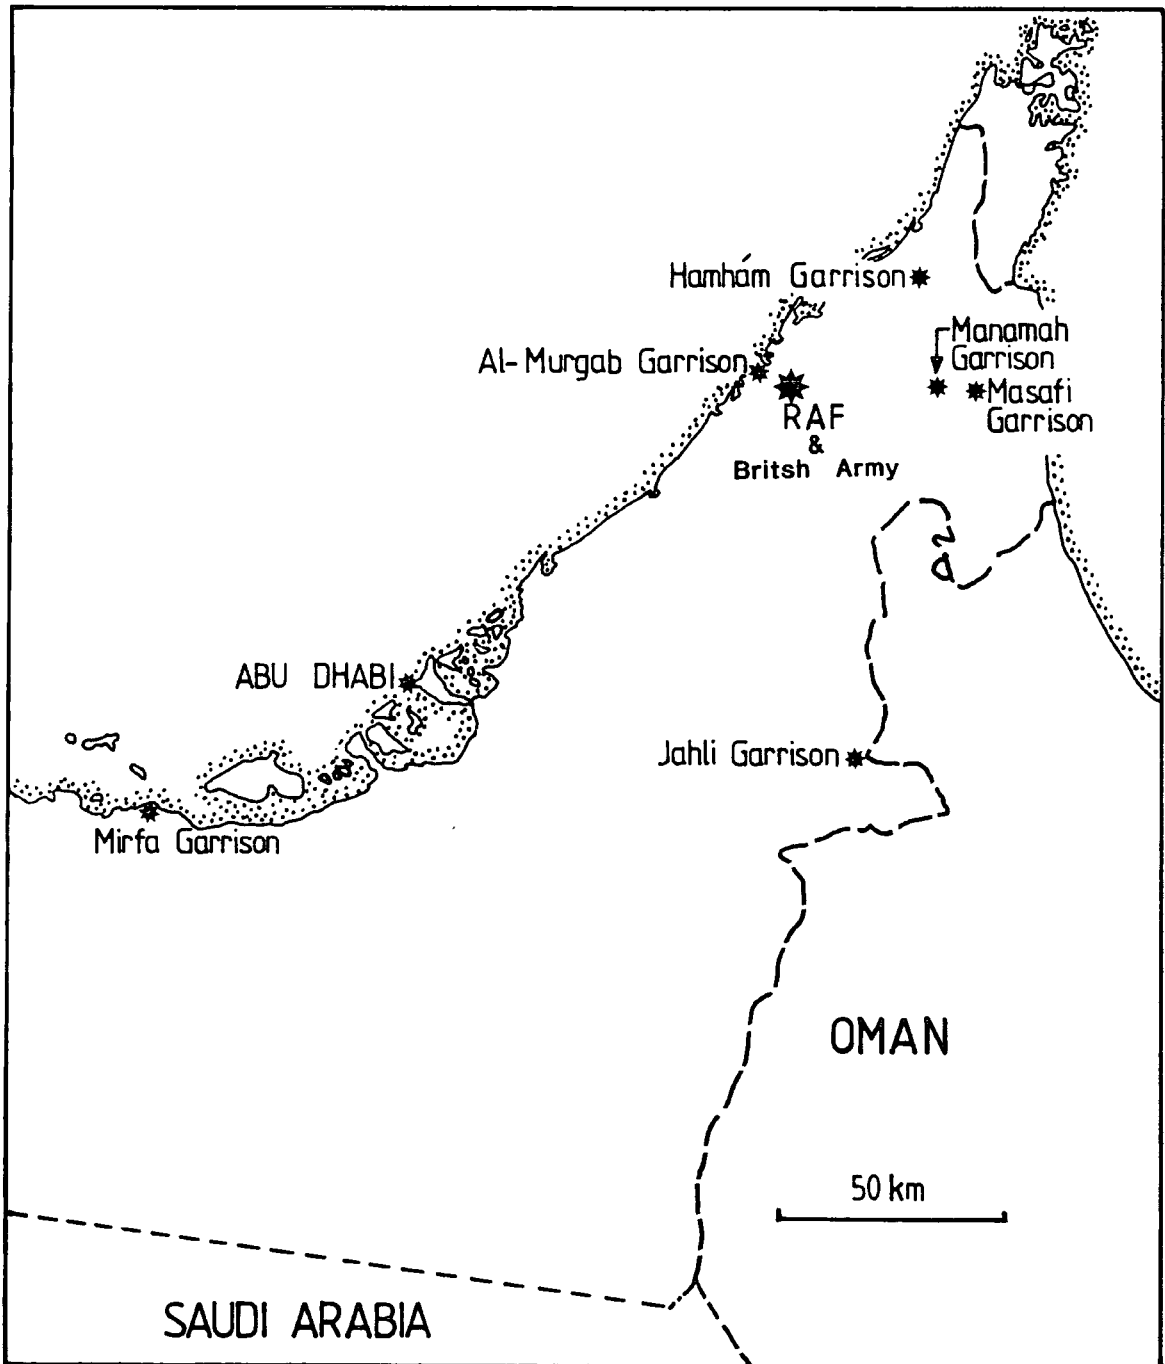 Hamhám Garrison
Manamah
Garrison
Al-Murgab Garrison
Masafi
Garrison
RAF
&
Britsh Army
ABU DHABI
Jahli Garrison
Mirfa Garrison
OMAN
50 km
SAUDI ARABIA